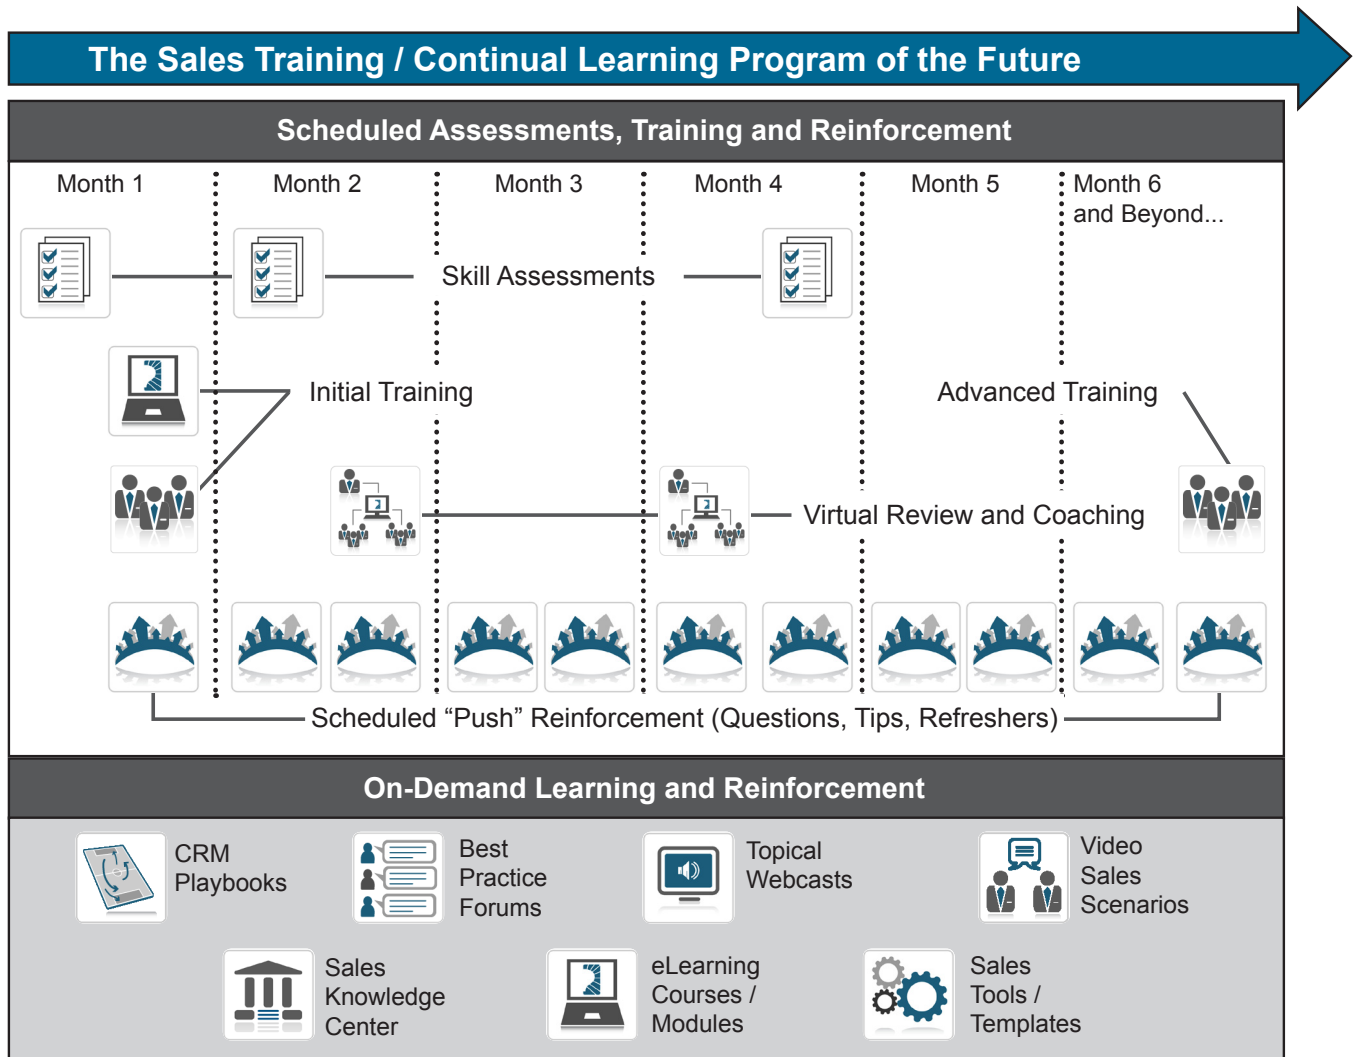 The Sales Training / Continual Learning Program of the Future
Scheduled Assessments, Training and Reinforcement
Month 1
Month 2
Month 3
Month 4
Month 5
Month 6
and Beyond...
Skill Assessments
Initial Training
Advanced Training
Virtual Review and Coaching
Scheduled “Push” Reinforcement (Questions, Tips, Refreshers)
On-Demand Learning and Reinforcement
CRM
Playbooks
Best
Practice
Forums
Topical
Webcasts
Video
Sales
Scenarios
Sales
Knowledge
Center
eLearning
Courses /
Modules
Sales
Tools /
Templates